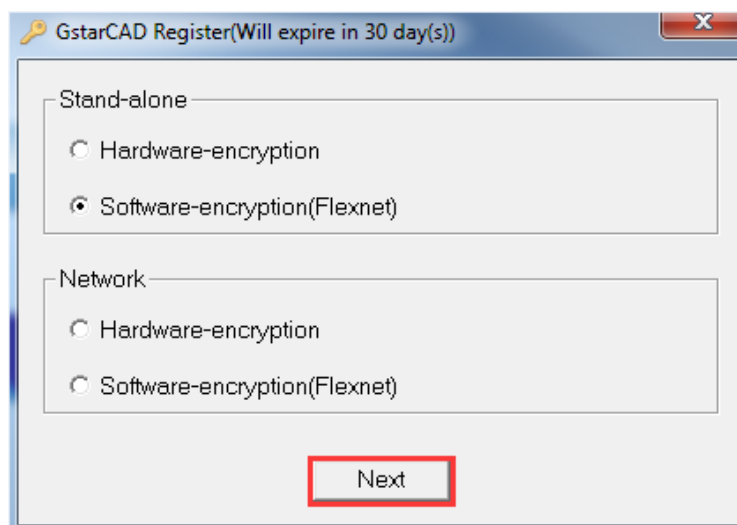 GstarCAD Register(Will expire in 30 day(s))
Stand-alone
Hardware-encryption
Software-encryption(Flexnet)
Network
Hardware-encryption
Software-encryption(Flexnet)
Next